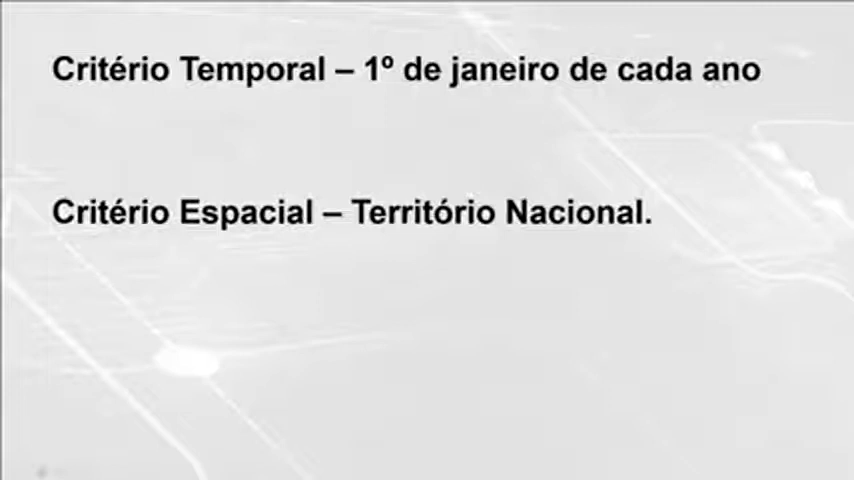 Critério Temporal – 1º de janeiro de cada ano
Critério Espacial – Território Nacional.